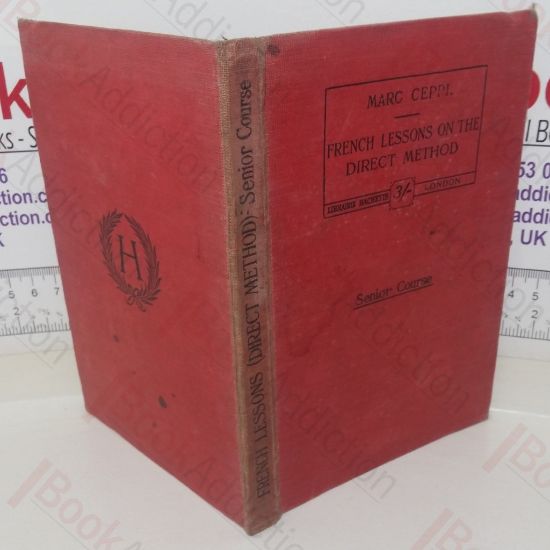 MARC CEPPI.
FRENCH LESSONS ON THE
DIRECT METHOD
LIBRAIRIE HACHETTE 3/- LONDON
Senior Course
FRENCH LESSONS (DIRECT METHOD):- Senior Course
H
BookAddiction